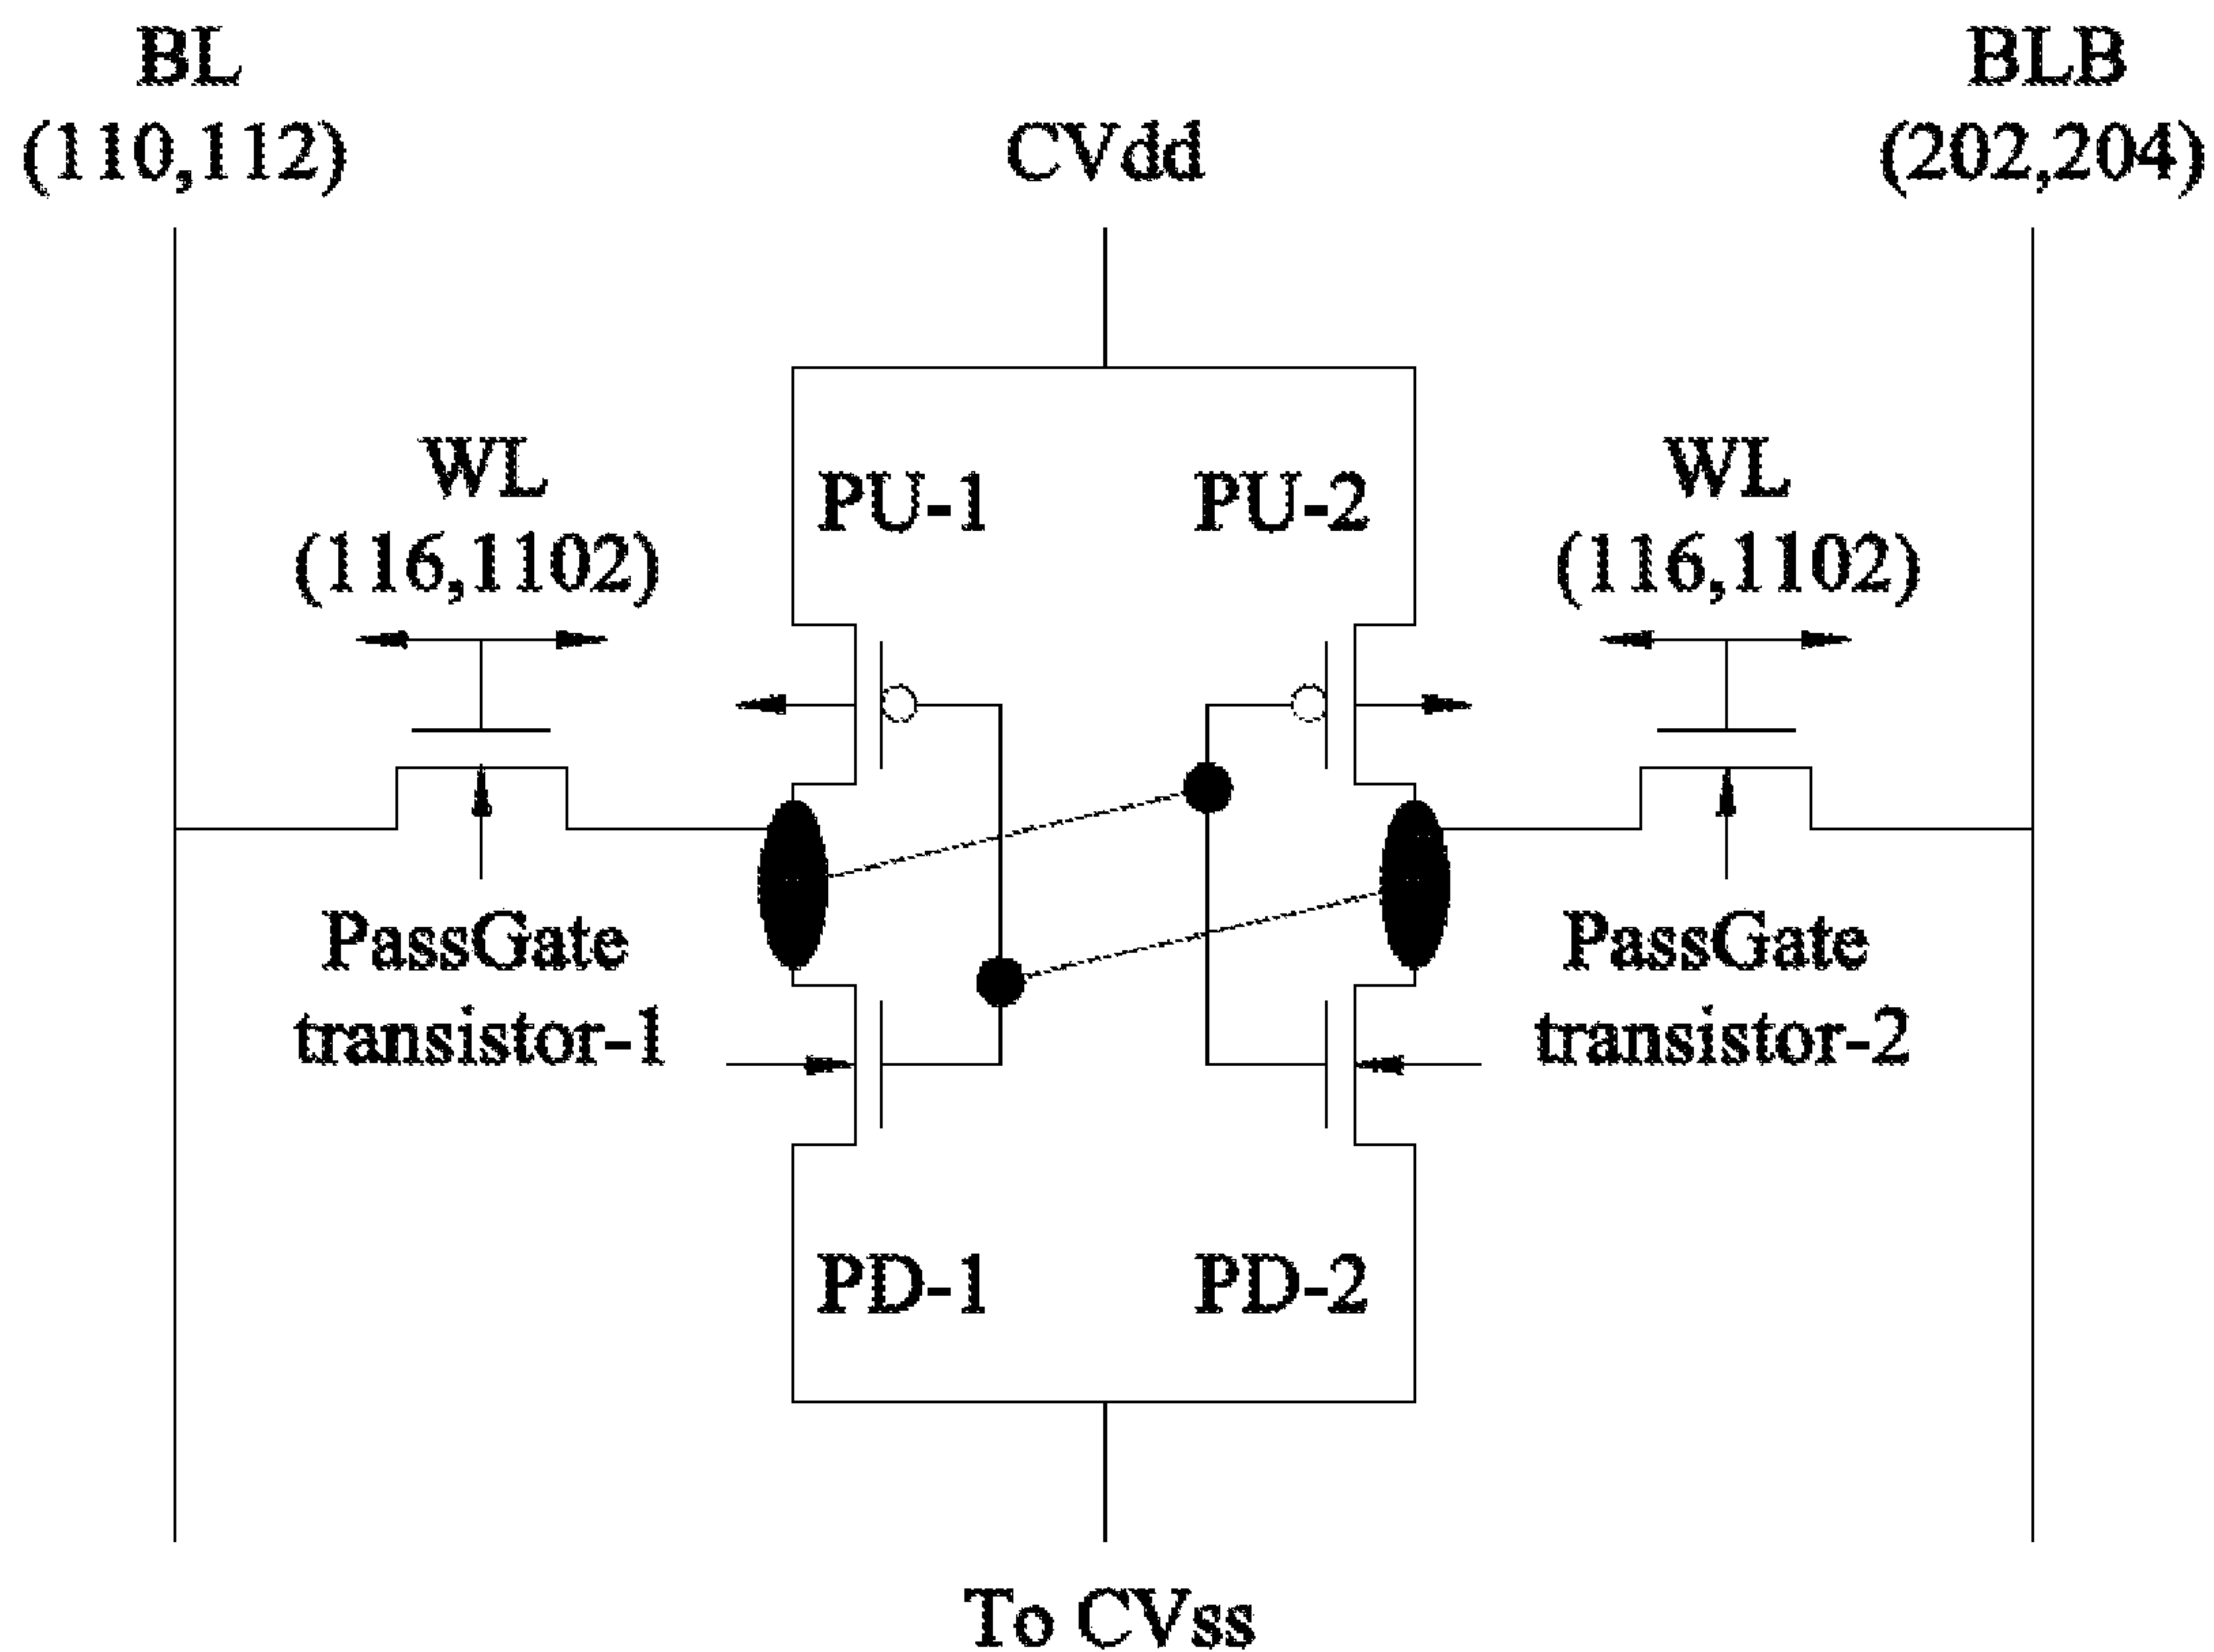 BL
(110,112)
CVdd
BLB
(202,204)
WL
(116,1102)
PU-1
PU-2
WL
(116,1102)
PassGate
transistor-1
PassGate
transistor-2
PD-1
PD-2
To CVss